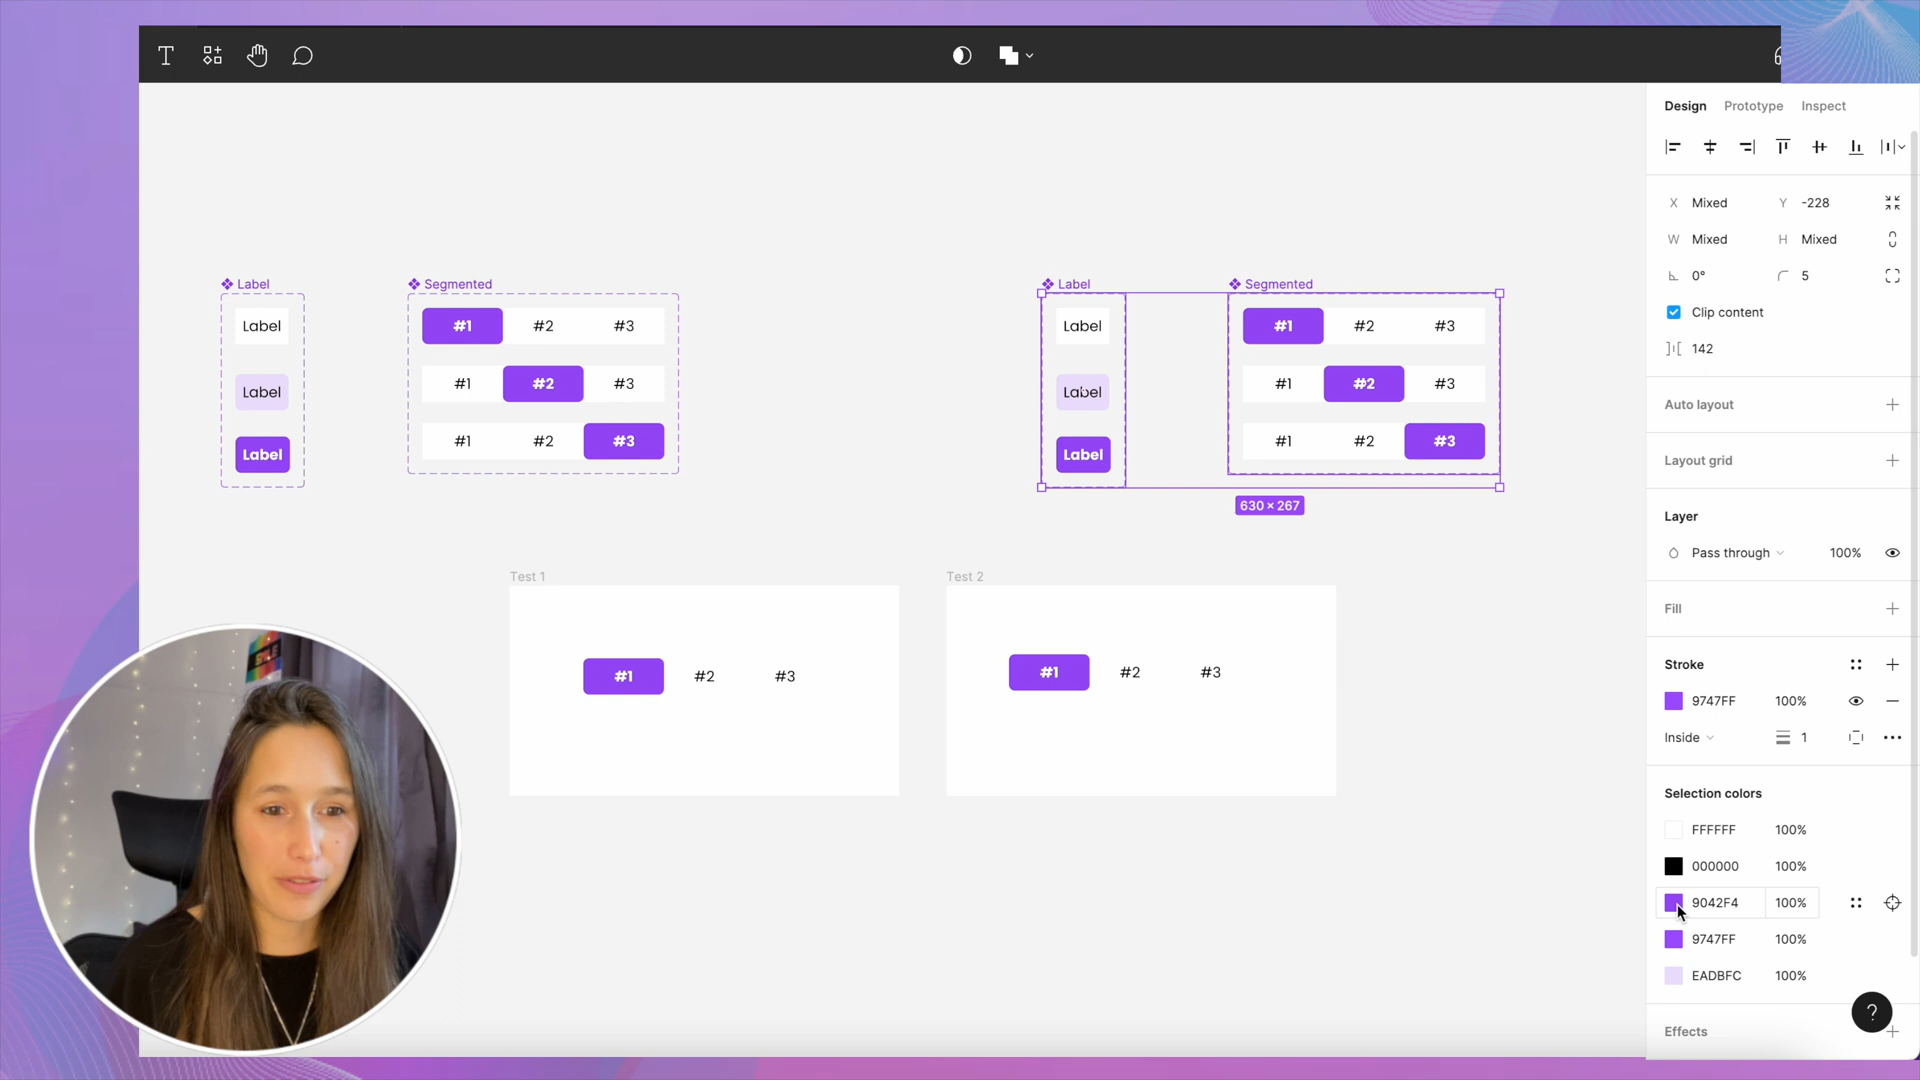 Design Prototype Inspect
X Mixed Y -228
W Mixed H Mixed
0° 5
Clip content
142
Auto layout
Layout grid
Layer
Pass through 100%
Fill
Stroke
9747FF 100%
Inside 1
Selection colors
FFFFFF 100%
000000 100%
9042F4 100%
9747FF 100%
EADBFC 100%
Effects
?
Label
Label
Label
Label
Segmented
#1 #2 #3
#1 #2 #3
#1 #2 #3
Label
Label
Label
Label
Segmented
#1 #2 #3
#1 #2 #3
#1 #2 #3
630 × 267
Test 1
#1 #2 #3
Test 2
#1 #2 #3